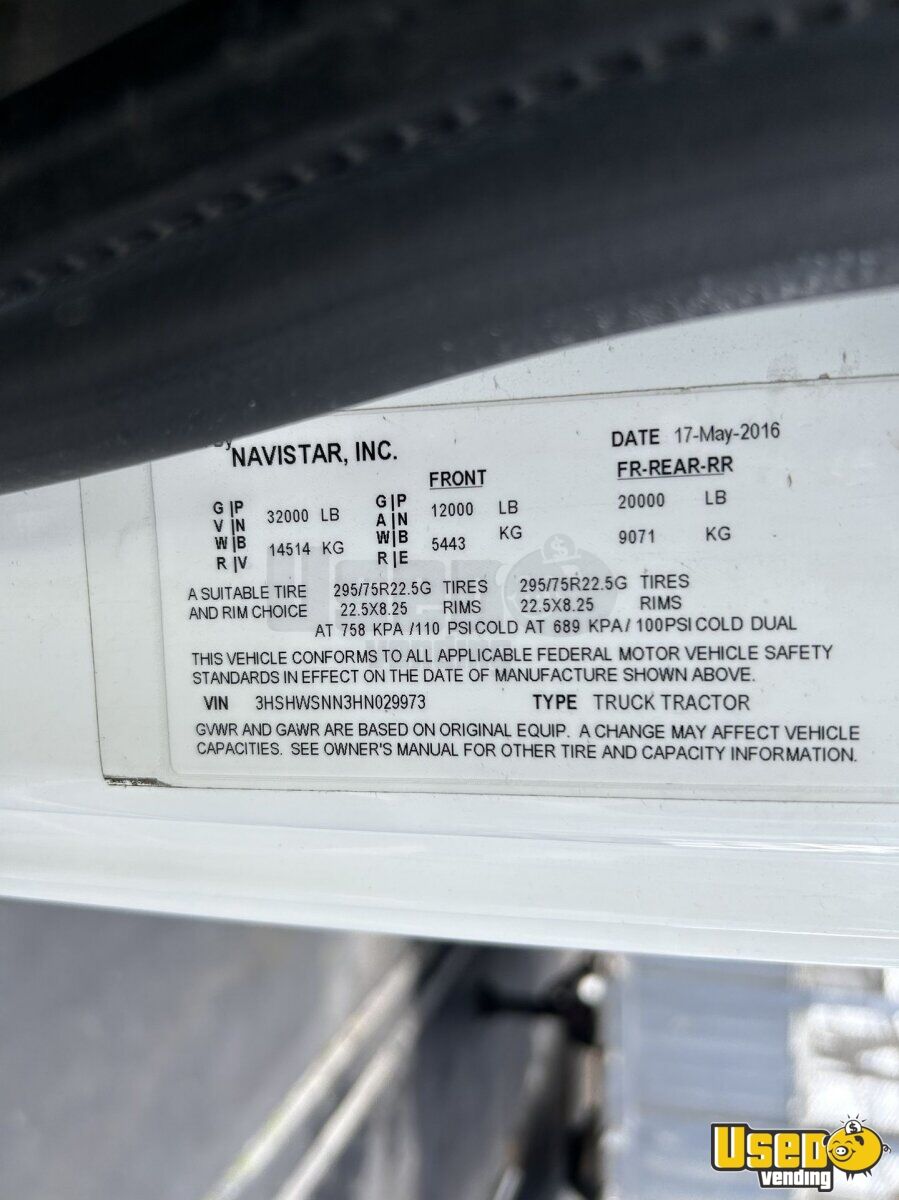 By
NAVISTAR, INC. DATE 17-May-2016
FRONT FR-REAR-RR
G|P 32000 LB G|P 12000 LB 20000 LB
V|N A|N
W|B 14514 KG W|B 5443 KG 9071 KG
R|V R|E
A SUITABLE TIRE 295/75R22.5G TIRES 295/75R22.5G TIRES
AND RIM CHOICE 22.5X8.25 RIMS 22.5X8.25 RIMS
AT 758 KPA /110 PSI COLD AT 689 KPA/ 100PSI COLD DUAL
THIS VEHICLE CONFORMS TO ALL APPLICABLE FEDERAL MOTOR VEHICLE SAFETY
STANDARDS IN EFFECT ON THE DATE OF MANUFACTURE SHOWN ABOVE.
VIN 3HSHWSNN3HN029973 TYPE TRUCK TRACTOR
GVWR AND GAWR ARE BASED ON ORIGINAL EQUIP. A CHANGE MAY AFFECT VEHICLE
CAPACITIES. SEE OWNER'S MANUAL FOR OTHER TIRE AND CAPACITY INFORMATION.
Used
vending